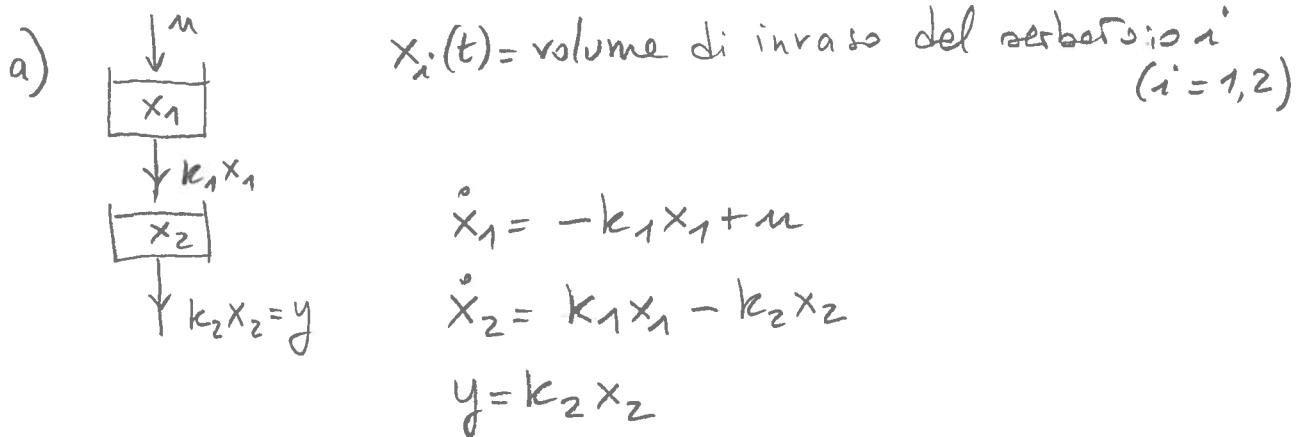 a)
u
x₁
k₁x₁
x₂
k₂x₂=y
xᵢ(t)= volume di invaso del serbatoio i
(i=1,2)
ẋ₁= -k₁x₁+u
ẋ₂= k₁x₁ - k₂x₂
y=k₂x₂